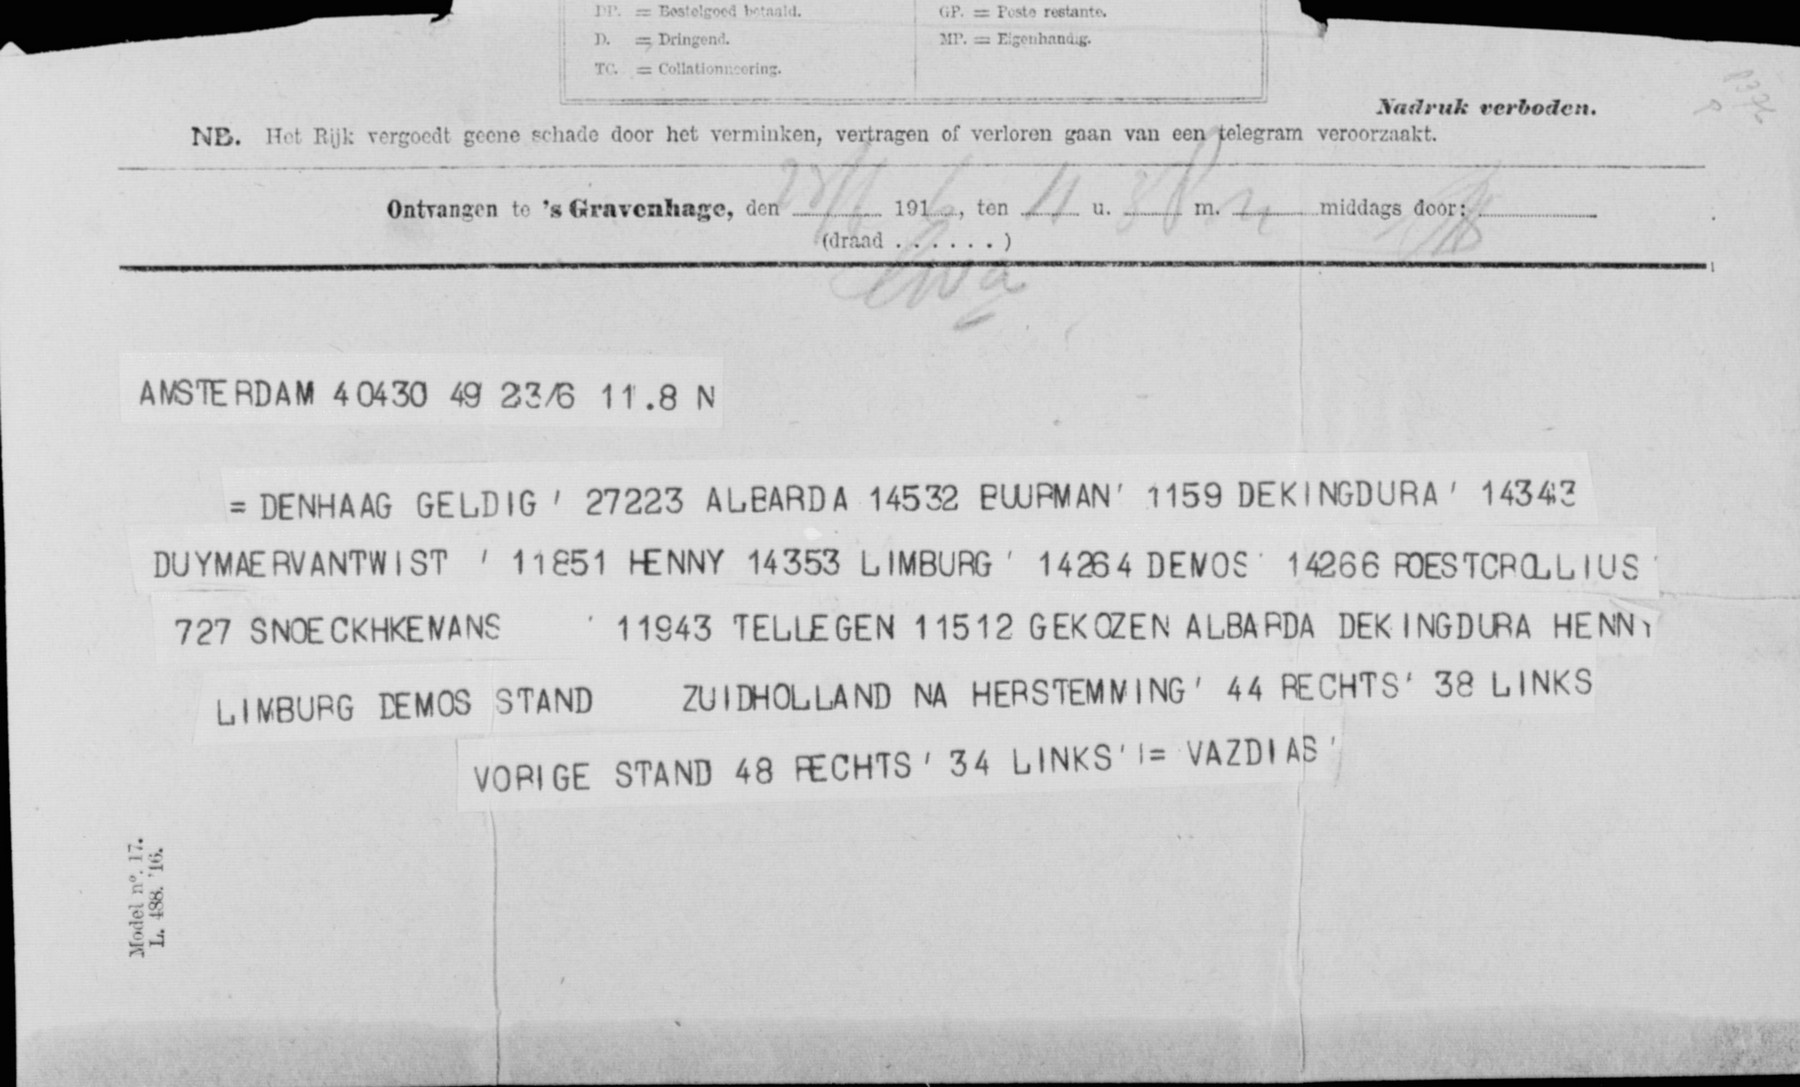 DP. = Bestelgoed betaald.
GP. = Poste restante.
D. = Dringend.
MP. = Eigenhandig.
TC. = Collationneering.
Nadruk verboden.
NB. Het Rijk vergoedt geene schade door het verminken, vertragen of verloren gaan van een telegram veroorzaakt.
Ontvangen te 's Gravenhage, den 23/6 191, ten 11 u. m. middags door:
(draad . . . . . . )
AMSTERDAM 40430 49 23/6 11.8 N
= DENHAAG GELDIG ' 27223 ALBARDA 14532 BUURMAN ' 1159 DEKINGDURA ' 14343
DUYMAERVANTWIST ' 11851 HENNY 14353 LIMBURG ' 14264 DEMOS ' 14266 ROESTCROLLIUS '
727 SNOECKHKEMANS ' 11943 TELLEGEN 11512 GEKOZEN ALBARDA DEKINGDURA HENNY
LIMBURG DEMOS STAND ZUIDHOLLAND NA HERSTEMMING ' 44 RECHTS ' 38 LINKS
VORIGE STAND 48 RECHTS ' 34 LINKS ' != VAZDIAS '
Model nº. 17.
L. 488. '16.